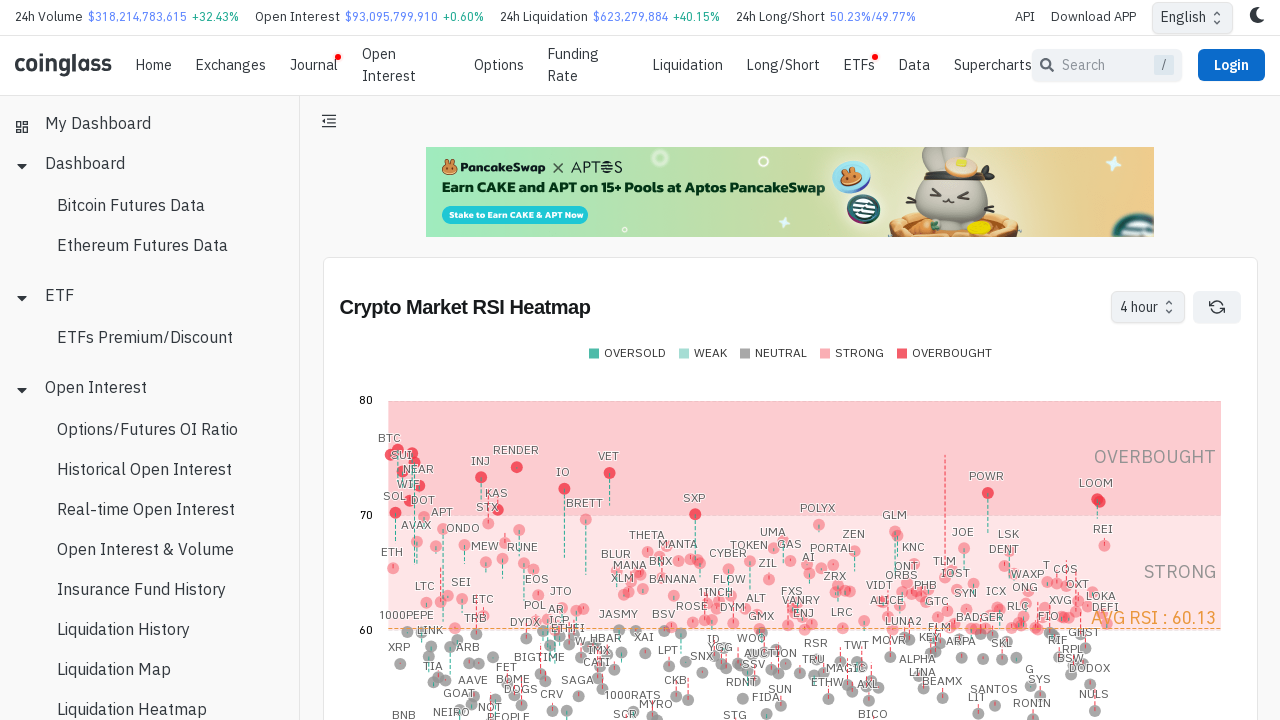 24h Volume $318,214,783,615 +32.43% Open Interest $93,095,799,910 +0.60% 24h Liquidation $623,279,884 +40.15% 24h Long/Short 50.23%/49.77% API Download APP English
coinglass Home Exchanges Journal Open Interest Options Funding Rate Liquidation Long/Short ETFs Data Supercharts Search / Login
My Dashboard
Dashboard
Bitcoin Futures Data
Ethereum Futures Data
ETF
ETFs Premium/Discount
Open Interest
Options/Futures OI Ratio
Historical Open Interest
Real-time Open Interest
Open Interest & Volume
Insurance Fund History
Liquidation History
Liquidation Map
Liquidation Heatmap
PancakeSwap × APTOS
Earn CAKE and APT on 15+ Pools at Aptos PancakeSwap
Stake to Earn CAKE & APT Now
Crypto Market RSI Heatmap
4 hour
OVERSOLD WEAK NEUTRAL STRONG OVERBOUGHT
80
BTC
SUI INJ RENDER IO VET OVERBOUGHT
NEAR
WIF POWR LOOM
SOL DOT KAS BRETT SXP
70
APT STX POLYX GLM
AVAX ONDO THETA UMA ZEN JOE LSK REI
ETH MEW RUNE BLUR MANTA CYBER TOKEN GAS PORTAL KNC DENT
MANA BNX ZIL AI ONT TLM T COS STRONG
LTC SEI EOS XLM BANANA FLOW ZRX ORBS IOST WAXP OXT
ETC JTO 1INCH FXS VIDT PHB SYN ICX ONG LOKA
1000PEPE TRB POL AR JASMY BSV ROSE DYM ALT VANRY LRC ALICE GTC RLC XVG DEFI
DYDX ICP GMX ENJ LUNA2 BADGER FIO AVG RSI : 60.13
60
LINK ETHFI FLM
XRP ARB W HBAR XAI ID WOO RSR MOVR KEY ARPA SKL RIF GHST
TIA BIGTIME IMX LPT YGG AUCTION TWT RPL
FET CATI SNX SSV TRU MAGIC ALPHA BSW
AAVE BOME SAGA CKB RDNT ETHW AXL LINA G DODOX
GOAT DOGS CRV 1000RATS SUN BEAMX SYS
NOT MYRO FIDA SANTOS NULS
BNB NEIRO PEOPLE SCR STG BICO LIT RONIN